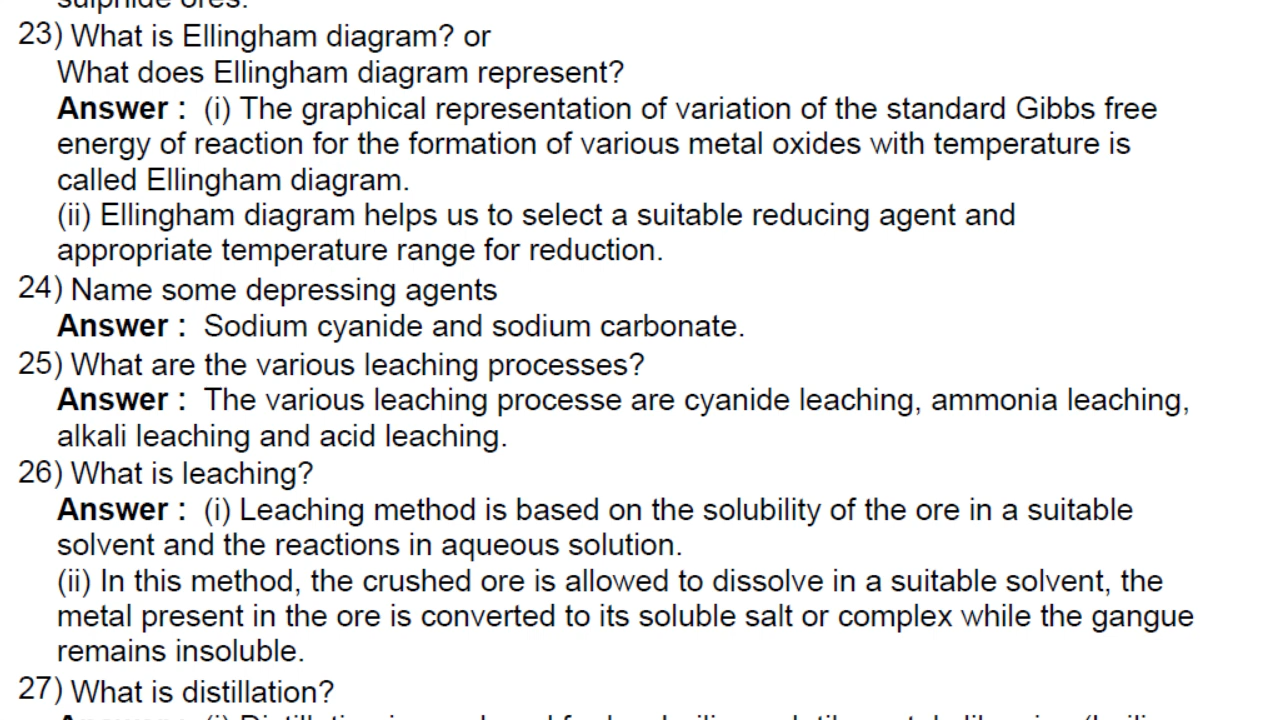 sulphide ores.
23) What is Ellingham diagram? or
What does Ellingham diagram represent?
Answer : (i) The graphical representation of variation of the standard Gibbs free
energy of reaction for the formation of various metal oxides with temperature is
called Ellingham diagram.
(ii) Ellingham diagram helps us to select a suitable reducing agent and
appropriate temperature range for reduction.
24) Name some depressing agents
Answer : Sodium cyanide and sodium carbonate.
25) What are the various leaching processes?
Answer : The various leaching processe are cyanide leaching, ammonia leaching,
alkali leaching and acid leaching.
26) What is leaching?
Answer : (i) Leaching method is based on the solubility of the ore in a suitable
solvent and the reactions in aqueous solution.
(ii) In this method, the crushed ore is allowed to dissolve in a suitable solvent, the
metal present in the ore is converted to its soluble salt or complex while the gangue
remains insoluble.
27) What is distillation?